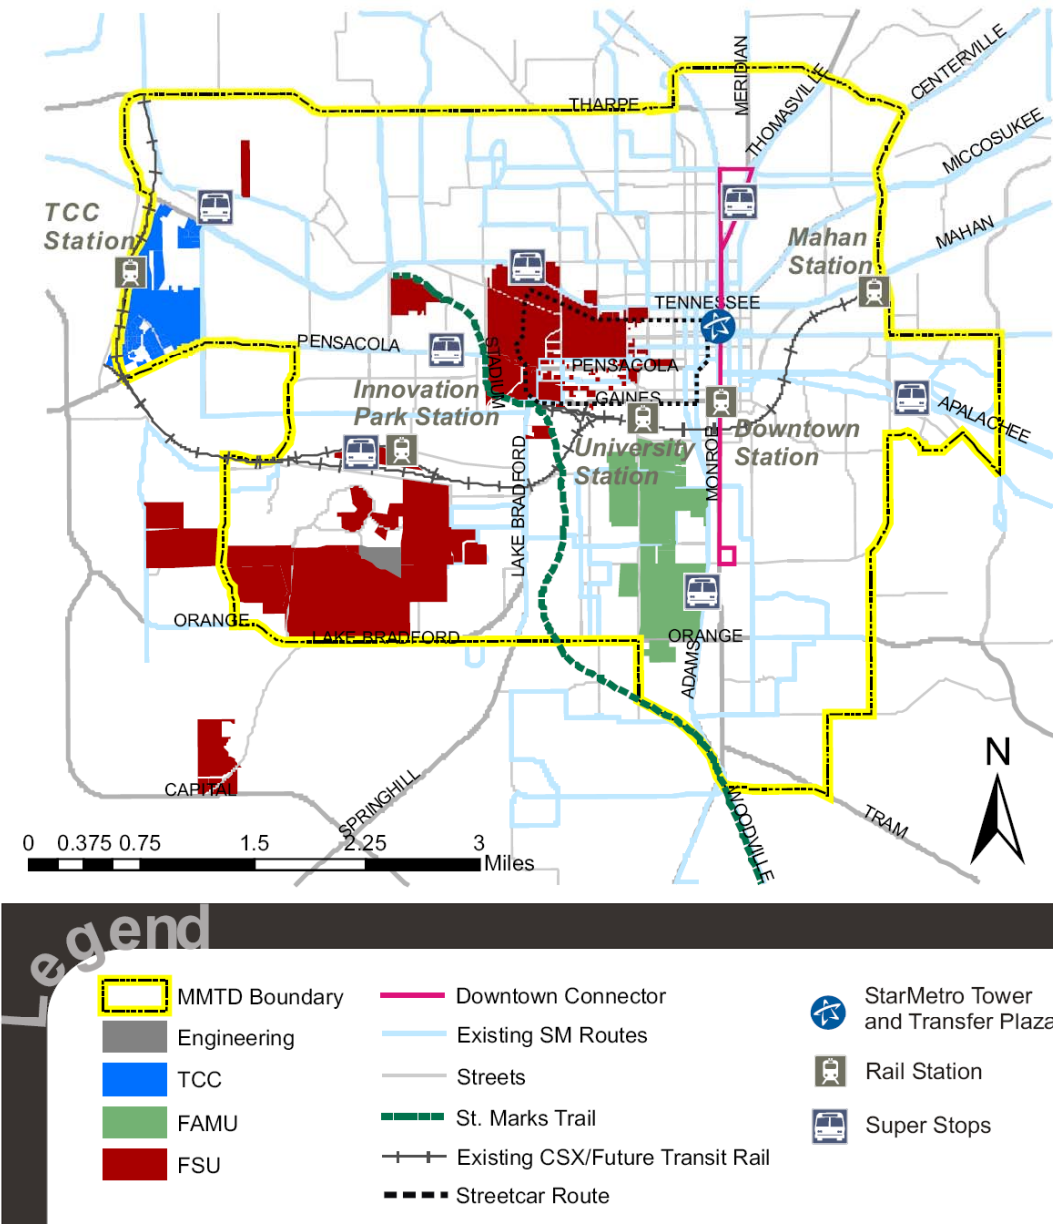 MERIDIAN
THOMASVILLE
CENTERVILLE
THARPE
MICCOSUKEE
TCC
Station
MAHAN
Mahan
Station
TENNESSEE
PENSACOLA
STADIUM
PENSACOLA
Innovation
Park Station
GAINES
APALACHEE
University
Station
MONROE
Downtown
Station
LAKE BRADFORD
ORANGE
LAKE BRADFORD
ORANGE
ADAMS
CAPITAL
SPRINGHILL
WOODVILLE
TRAM
N
0 0.375 0.75 1.5 2.25 3
Miles
Legend
MMTD Boundary
Engineering
TCC
FAMU
FSU
Downtown Connector
Existing SM Routes
Streets
St. Marks Trail
Existing CSX/Future Transit Rail
Streetcar Route
StarMetro Tower
and Transfer Plaza
Rail Station
Super Stops